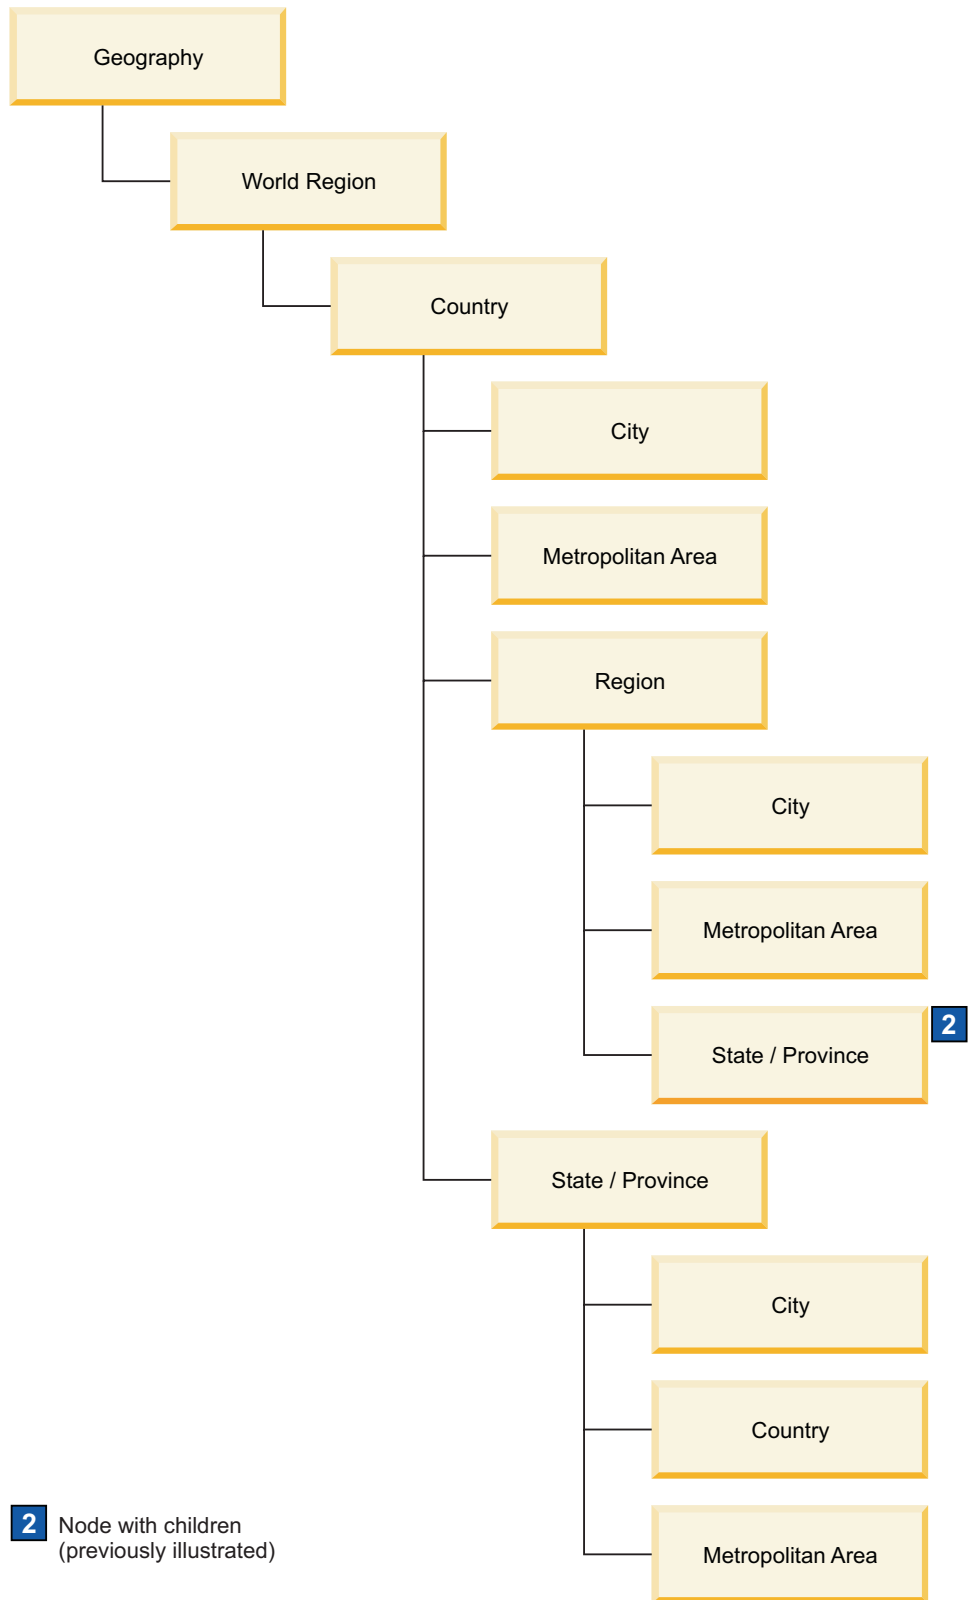 Geography
World Region
Country
City
Metropolitan Area
Region
City
Metropolitan Area
State / Province
2
State / Province
City
Country
Metropolitan Area
2 Node with children
(previously illustrated)